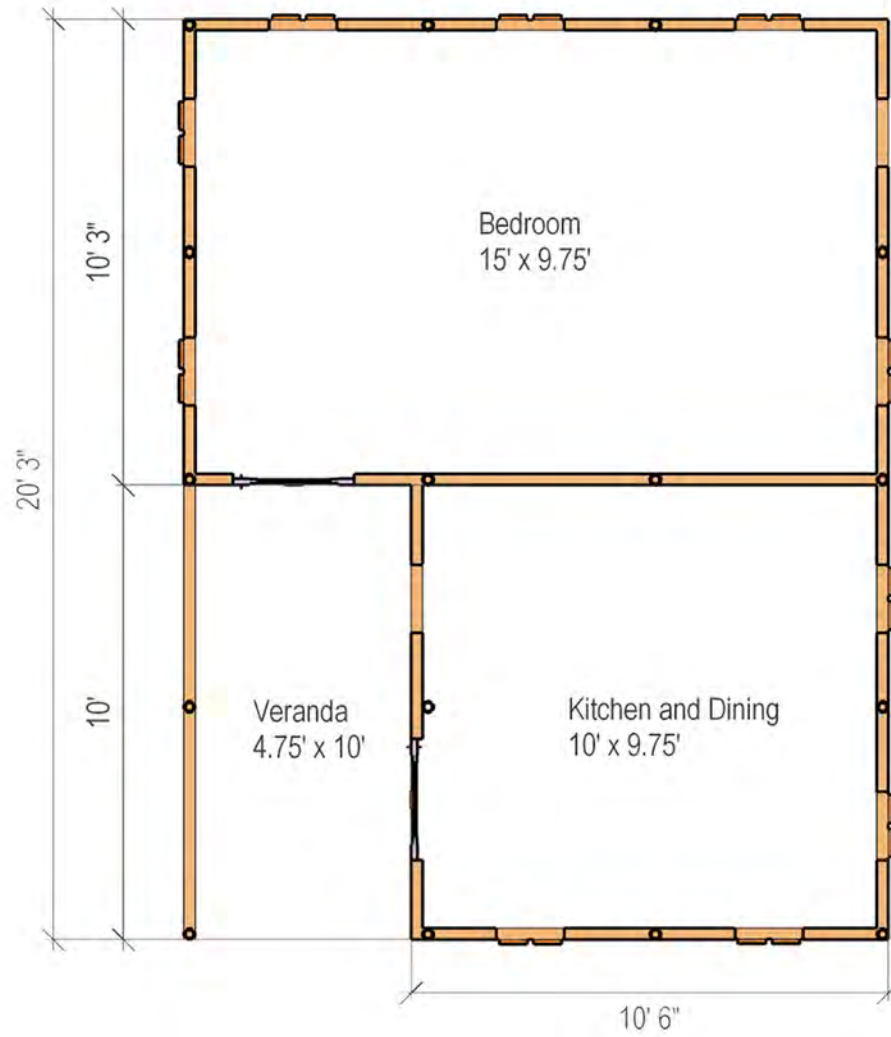 Bedroom
15' x 9.75'
10' 3"
20' 3"
10'
Veranda
4.75' x 10'
Kitchen and Dining
10' x 9.75'
10' 6"